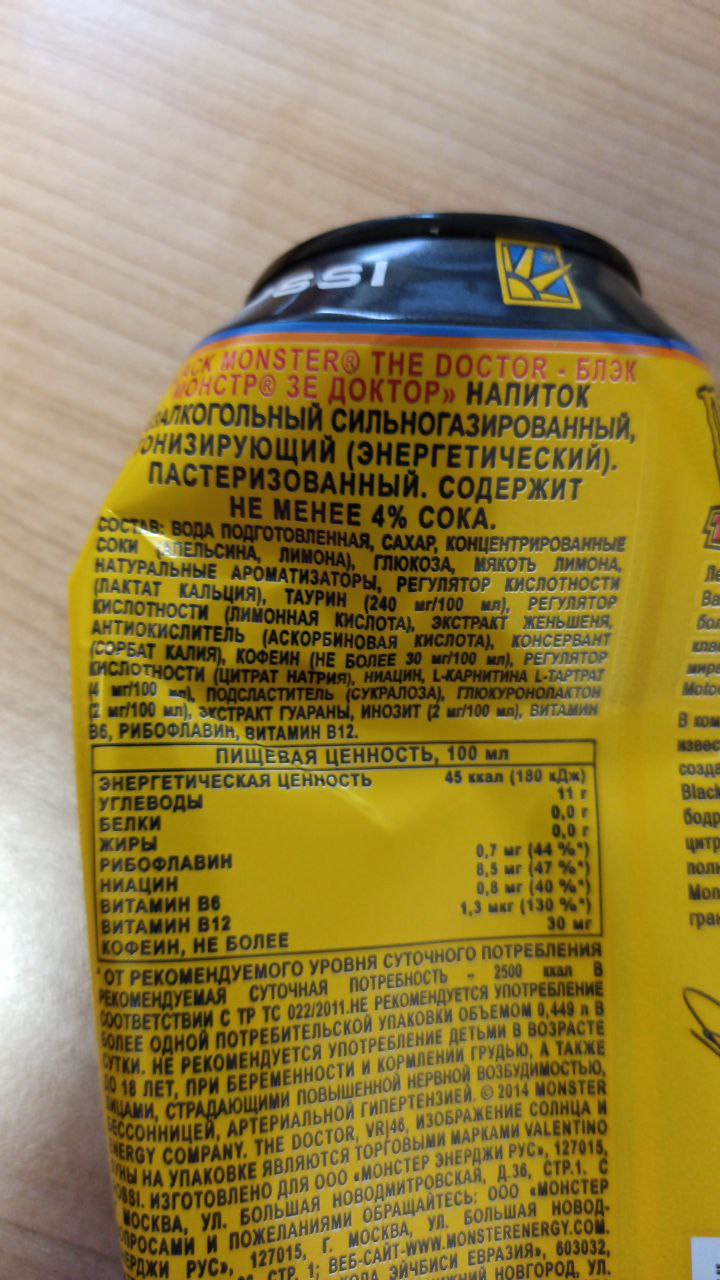 SSI
MONSTER® THE DOCTOR - БЛЭК
МОНСТР® ЗЕ ДОКТОР» НАПИТОК
СИЛЬНОГАЗИРОВАННЫЙ,
(ЭНЕРГЕТИЧЕСКИЙ).
ПАСТЕРИЗОВАННЫЙ. СОДЕРЖИТ
НЕ МЕНЕЕ 4% СОКА.
СОСТАВ: ВОДА ПОДГОТОВЛЕННАЯ, САХАР, КОНЦЕНТРИРОВАННЫЕ
СОКИ (АПЕЛЬСИНА, ЛИМОНА), ГЛЮКОЗА, МЯКОТЬ ЛИМОНА,
НАТУРАЛЬНЫЕ АРОМАТИЗАТОРЫ, РЕГУЛЯТОР КИСЛОТНОСТИ
(ЛАКТАТ КАЛЬЦИЯ), ТАУРИН (240 мг/100 мл), РЕГУЛЯТОР
КИСЛОТНОСТИ (ЛИМОННАЯ КИСЛОТА), ЭКСТРАКТ ЖЕНЬШЕНЯ,
АНТИОКИСЛИТЕЛЬ (АСКОРБИНОВАЯ КИСЛОТА), КОНСЕРВАНТ
(СОРБАТ КАЛИЯ), КОФЕИН (НЕ БОЛЕЕ 30 мг/100 мл), РЕГУЛЯТОР
КИСЛОТНОСТИ (ЦИТРАТ НАТРИЯ), НИАЦИН, L-КАРНИТИНА L-ТАРТРАТ
(4 мг/100 мл), ПОДСЛАСТИТЕЛЬ (СУКРАЛОЗА), ГЛЮКУРОНОЛАКТОН
(2 мг/100 мл), ЭКСТРАКТ ГУАРАНЫ, ИНОЗИТ (2 мг/100 мл), ВИТАМИН
В6, РИБОФЛАВИН, ВИТАМИН В12.
ПИЩЕВАЯ ЦЕННОСТЬ, 100 мл
ЭНЕРГЕТИЧЕСКАЯ ЦЕННОСТЬ 45 ккал (180 кДж)
УГЛЕВОДЫ 11 г
БЕЛКИ 0,0 г
ЖИРЫ 0,0 г
РИБОФЛАВИН 0,7 мг (44 %*)
НИАЦИН 8,5 мг (47 %*)
ВИТАМИН В6 0,8 мг (40 %*)
ВИТАМИН В12 1,3 мкг (130 %*)
КОФЕИН, НЕ БОЛЕЕ 30 мг
*ОТ РЕКОМЕНДУЕМОГО УРОВНЯ СУТОЧНОГО ПОТРЕБЛЕНИЯ
РЕКОМЕНДУЕМАЯ СУТОЧНАЯ ПОТРЕБНОСТЬ - 2500 ккал В
СООТВЕТСТВИИ С ТР ТС 022/2011.НЕ РЕКОМЕНДУЕТСЯ УПОТРЕБЛЕНИЕ
БОЛЕЕ ОДНОЙ ПОТРЕБИТЕЛЬСКОЙ УПАКОВКИ ОБЪЕМОМ 0,449 л В
СУТКИ. НЕ РЕКОМЕНДУЕТСЯ УПОТРЕБЛЕНИЕ ДЕТЬМИ В ВОЗРАСТЕ
ДО 18 ЛЕТ, ПРИ БЕРЕМЕННОСТИ И КОРМЛЕНИИ ГРУДЬЮ, А ТАКЖЕ
ЛИЦАМИ, СТРАДАЮЩИМИ ПОВЫШЕННОЙ НЕРВНОЙ ВОЗБУДИМОСТЬЮ,
БЕССОННИЦЕЙ, АРТЕРИАЛЬНОЙ ГИПЕРТЕНЗИЕЙ. © 2014 MONSTER
ENERGY COMPANY. THE DOCTOR, VR|46, ИЗОБРАЖЕНИЕ СОЛНЦА И
ЛУНЫ НА УПАКОВКЕ ЯВЛЯЮТСЯ ТОРГОВЫМИ МАРКАМИ VALENTINO
ROSSI. ИЗГОТОВЛЕНО ДЛЯ ООО «МОНСТЕР ЭНЕРДЖИ РУС», 127015,
МОСКВА, УЛ. БОЛЬШАЯ НОВОДМИТРОВСКАЯ, Д.36, СТР.1. С
ВОПРОСАМИ И ПОЖЕЛАНИЯМИ ОБРАЩАЙТЕСЬ: ООО «МОНСТЕР
ЭНЕРДЖИ РУС», 127015, Г. МОСКВА, УЛ. БОЛЬШАЯ НОВОД-
СТР. 1; ВЕБ-САЙТ-WWW.MONSTERENERGY.COM.
ЭЙЧБИСИ ЕВРАЗИЯ», 603032,
НОВГОРОД, УЛ.